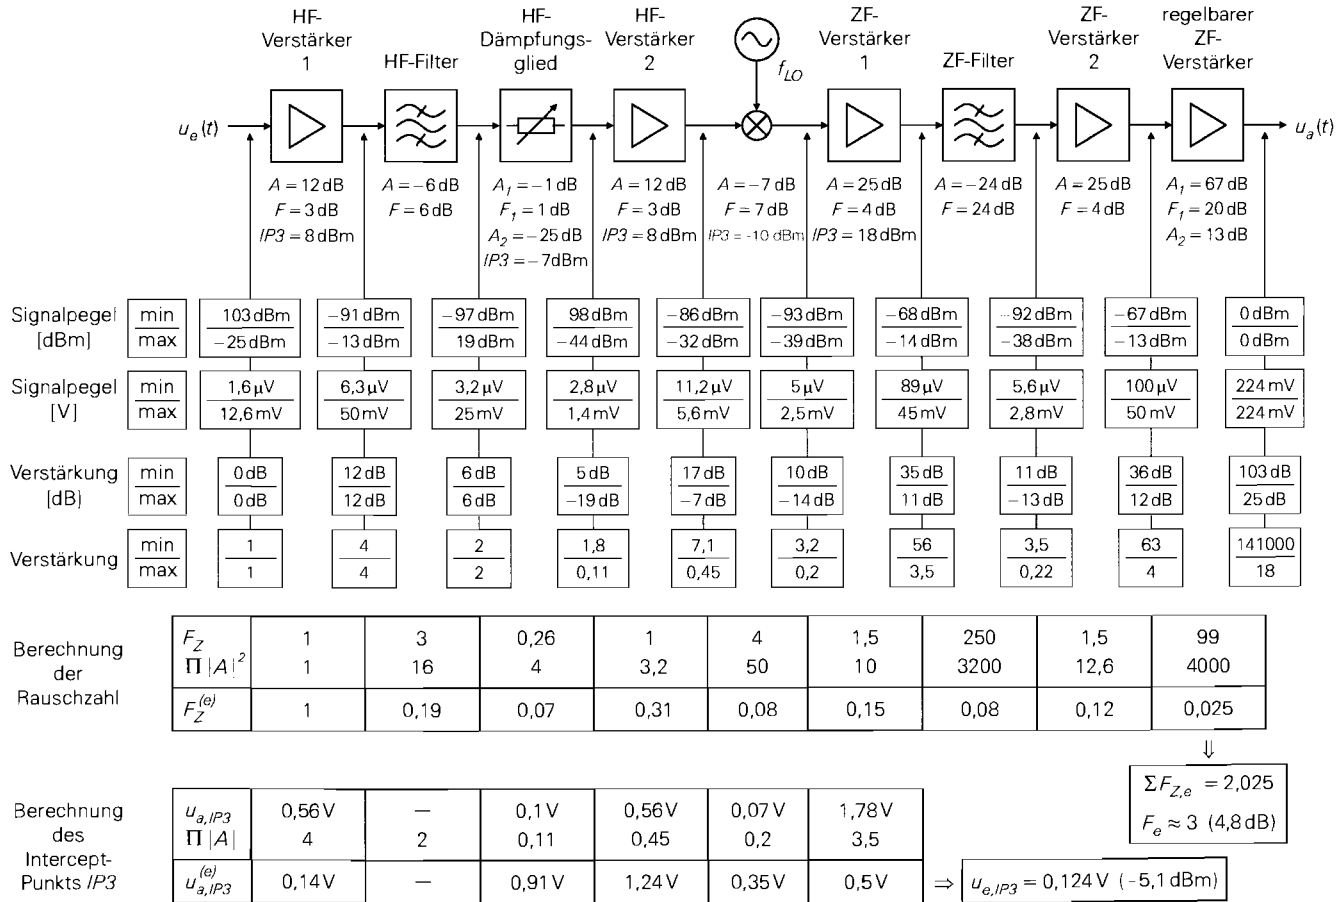 HF-
Verstärker
1
HF-Filter
HF-
Dämpfungs-
glied
HF-
Verstärker
2
f_LO
ZF-
Verstärker
1
ZF-Filter
ZF-
Verstärker
2
regelbarer
ZF-
Verstärker
u_e(t)
u_a(t)
A = 12 dB
F = 3 dB
IP3 = 8 dBm
A = −6 dB
F = 6 dB
A_1 = −1 dB
F_1 = 1 dB
A_2 = −25 dB
IP3 = −7dBm
A = 12 dB
F = 3 dB
IP3 = 8 dBm
A = −7 dB
F = 7 dB
IP3 = -10 dBm
A = 25 dB
F = 4 dB
IP3 = 18 dBm
A = −24 dB
F = 24 dB
A = 25 dB
F = 4 dB
A_1 = 67 dB
F_1 = 20 dB
A_2 = 13 dB
Signalpegel [dBm]
min 103 dBm −91 dBm −97 dBm 98 dBm −86 dBm −93 dBm −68 dBm −92 dBm −67 dBm 0 dBm
max −25 dBm −13 dBm 19 dBm −44 dBm −32 dBm −39 dBm −14 dBm −38 dBm −13 dBm 0 dBm
Signalpegel [V]
min 1,6 µV 6,3 µV 3,2 µV 2,8 µV 11,2 µV 5 µV 89 µV 5,6 µV 100 µV 224 mV
max 12,6 mV 50 mV 25 mV 1,4 mV 5,6 mV 2,5 mV 45 mV 2,8 mV 50 mV 224 mV
Verstärkung [dB)
min 0 dB 12 dB 6 dB 5 dB 17 dB 10 dB 35 dB 11 dB 36 dB 103 dB
max 0 dB 12 dB 6 dB −19 dB −7 dB −14 dB 11 dB −13 dB 12 dB 25 dB
Verstärkung
min 1 4 2 1,8 7,1 3,2 56 3,5 63 141000
max 1 4 2 0,11 0,45 0,2 3,5 0,22 4 18
Berechnung
der
Rauschzahl
F_Z 1 3 0,26 1 4 1,5 250 1,5 99
Π |A|² 1 16 4 3,2 50 10 3200 12,6 4000
F_Z^(e) 1 0,19 0,07 0,31 0,08 0,15 0,08 0,12 0,025
⇓
ΣF_Z,e = 2,025
F_e ≈ 3 (4,8 dB)
Berechnung
des
Intercept-
Punkts IP3
u_a,IP3 0,56 V — 0,1 V 0,56 V 0,07 V 1,78 V
Π |A| 4 2 0,11 0,45 0,2 3,5
u_a,IP3^(e) 0,14 V — 0,91 V 1,24 V 0,35 V 0,5 V
⇒ u_e,IP3 = 0,124 V (-5,1 dBm)